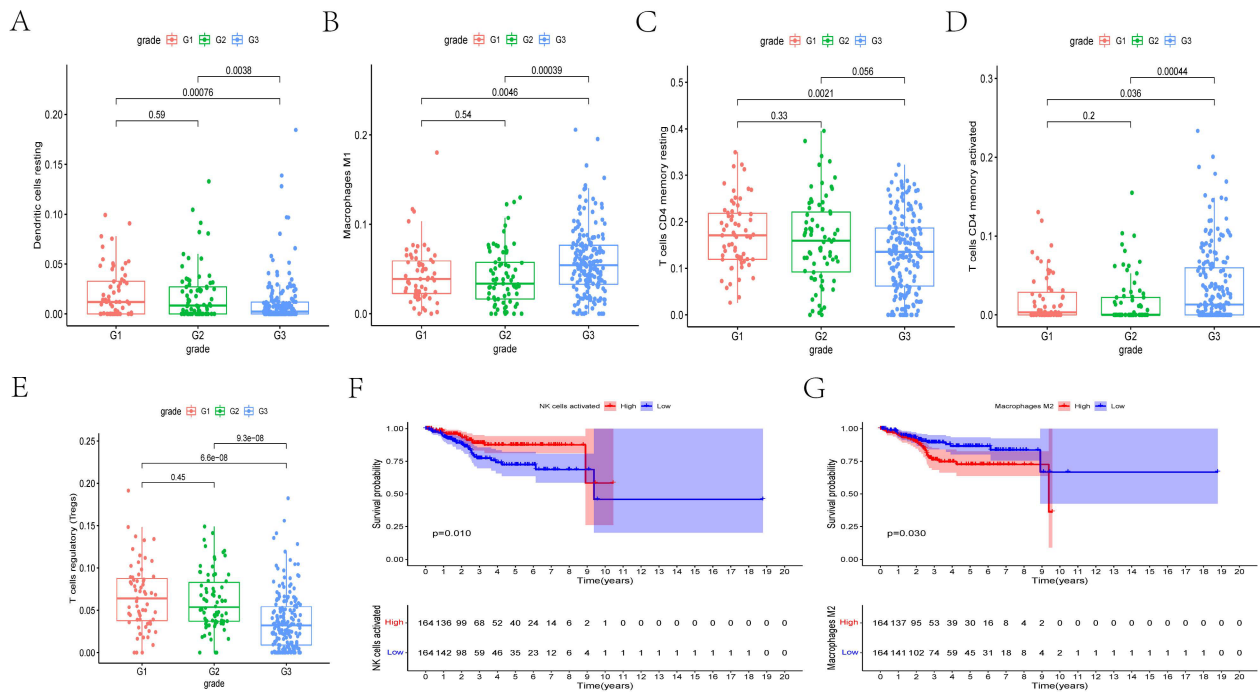 A
grade G1 G2 G3
Dendritic cells resting
0.0038
0.00076
0.59
0.20
0.15
0.10
0.05
0.00
G1 G2 G3
grade
B
grade G1 G2 G3
Macrophages M1
0.00039
0.0046
0.54
0.2
0.1
0.0
G1 G2 G3
grade
C
grade G1 G2 G3
T cells CD4 memory resting
0.056
0.0021
0.33
0.5
0.4
0.3
0.2
0.1
0.0
G1 G2 G3
grade
D
grade G1 G2 G3
T cells CD4 memory activated
0.00044
0.036
0.2
0.3
0.2
0.1
0.0
G1 G2 G3
grade
E
grade G1 G2 G3
T cells regulatory (Tregs)
9.3e-08
6.6e-08
0.45
0.25
0.20
0.15
0.10
0.05
0.00
G1 G2 G3
grade
F
NK cells activated High Low
Survival probability
1.00
0.75
0.50
0.25
0.00
p=0.010
0 1 2 3 4 5 6 7 8 9 10 11 12 13 14 15 16 17 18 19 20
Time(years)
NK cells activated
High 164 136 99 68 52 40 24 14 6 2 1 0 0 0 0 0 0 0 0 0 0
Low 164 142 98 59 46 35 23 12 6 4 1 1 1 1 1 1 1 1 1 0 0
0 1 2 3 4 5 6 7 8 9 10 11 12 13 14 15 16 17 18 19 20
Time(years)
G
Macrophages M2 High Low
Survival probability
1.00
0.75
0.50
0.25
0.00
p=0.030
0 1 2 3 4 5 6 7 8 9 10 11 12 13 14 15 16 17 18 19 20
Time(years)
Macrophages M2
High 164 137 95 53 39 30 16 8 4 2 0 0 0 0 0 0 0 0 0 0 0
Low 164 141 102 74 59 45 31 18 8 4 2 1 1 1 1 1 1 1 1 0 0
0 1 2 3 4 5 6 7 8 9 10 11 12 13 14 15 16 17 18 19 20
Time(years)